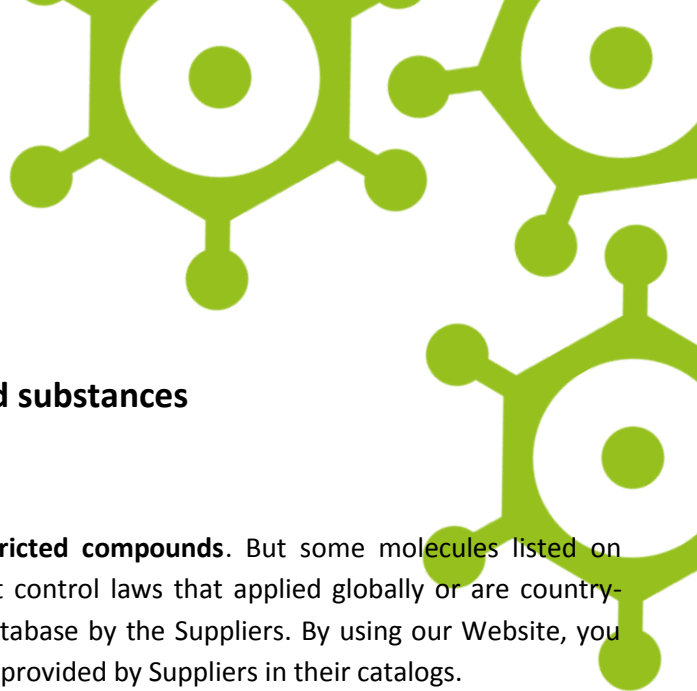 d substances
ricted compounds. But some molecules listed on
t control laws that applied globally or are country-
tabase by the Suppliers. By using our Website, you
provided by Suppliers in their catalogs.